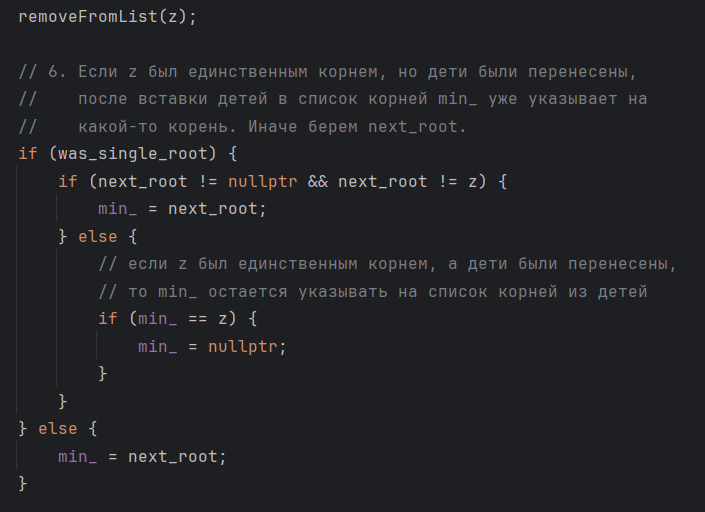 removeFromList(z);
// 6. Если z был единственным корнем, но дети были перенесены,
//    после вставки детей в список корней min_ уже указывает на
//    какой-то корень. Иначе берем next_root.
if (was_single_root) {
    if (next_root != nullptr && next_root != z) {
        min_ = next_root;
    } else {
        // если z был единственным корнем, а дети были перенесены,
        // то min_ остается указывать на список корней из детей
        if (min_ == z) {
            min_ = nullptr;
        }
    }
} else {
    min_ = next_root;
}